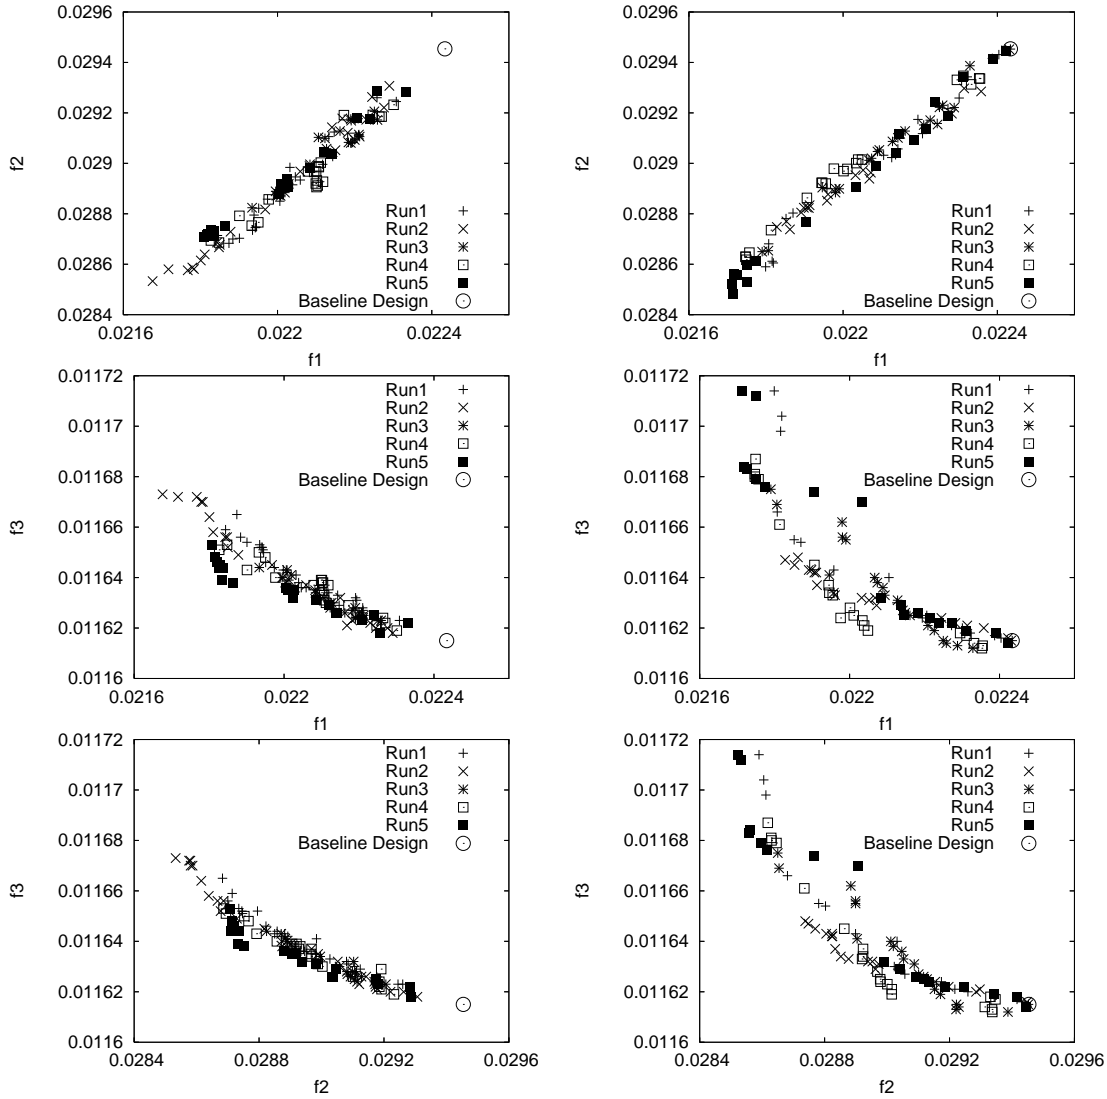 0.0296
0.0294
0.0292
0.029
0.0288
0.0286
0.0284
f2
Run1
Run2
Run3
Run4
Run5
Baseline Design
0.0216
0.022
0.0224
f1
0.0296
0.0294
0.0292
0.029
0.0288
0.0286
0.0284
f2
Run1
Run2
Run3
Run4
Run5
Baseline Design
0.0216
0.022
0.0224
f1
0.01172
0.0117
0.01168
0.01166
0.01164
0.01162
0.0116
f3
Run1
Run2
Run3
Run4
Run5
Baseline Design
0.0216
0.022
0.0224
f1
0.01172
0.0117
0.01168
0.01166
0.01164
0.01162
0.0116
f3
Run1
Run2
Run3
Run4
Run5
Baseline Design
0.0216
0.022
0.0224
f1
0.01172
0.0117
0.01168
0.01166
0.01164
0.01162
0.0116
f3
Run1
Run2
Run3
Run4
Run5
Baseline Design
0.0284
0.0288
0.0292
0.0296
f2
0.01172
0.0117
0.01168
0.01166
0.01164
0.01162
0.0116
f3
Run1
Run2
Run3
Run4
Run5
Baseline Design
0.0284
0.0288
0.0292
0.0296
f2